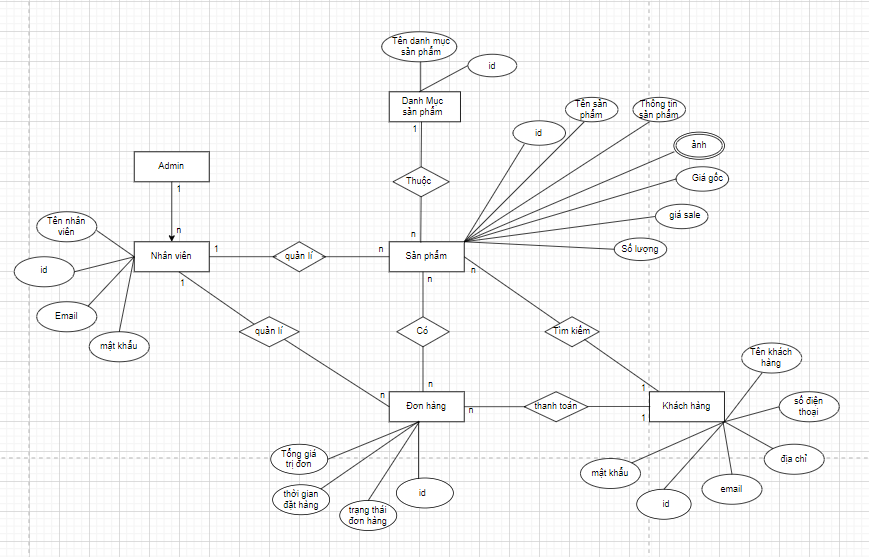 Tên danh mục
sản phẩm
id
Danh Mục
sản phẩm
1
Tên sản
phẩm
Thông tin
sản phẩm
id
ảnh
Admin
Thuộc
Giá gốc
1
giá sale
Tên nhân
viên
n
n
1
n
Số lượng
Nhân viên
quản lí
Sản phẩm
id
n
n
1
Email
quản lí
Có
Tìm kiếm
mật khẩu
Tên khách
hàng
n
1
n
Đơn hàng
n
thanh toán
Khách hàng
1
số điện
thoại
Tổng giá
trị đơn
địa chỉ
mật khẩu
thời gian
đặt hàng
id
email
id
trạng thái
đơn hàng